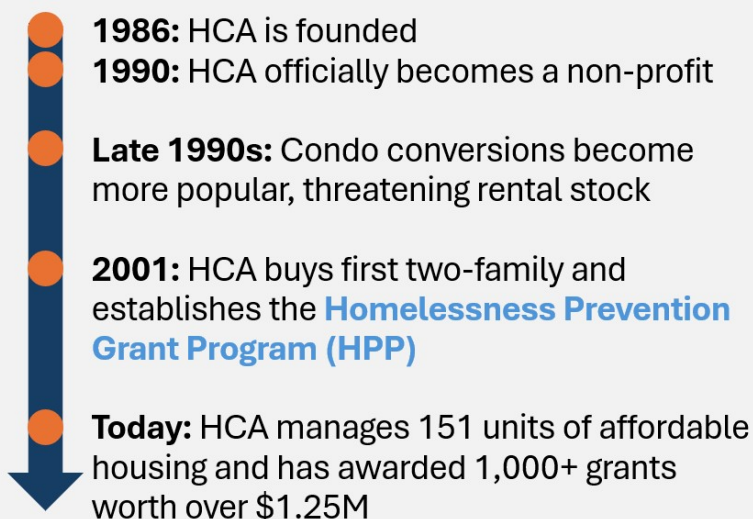 1986: HCA is founded
1990: HCA officially becomes a non-profit
Late 1990s: Condo conversions become
more popular, threatening rental stock
2001: HCA buys first two-family and
establishes the Homelessness Prevention
Grant Program (HPP)
Today: HCA manages 151 units of affordable
housing and has awarded 1,000+ grants
worth over $1.25M